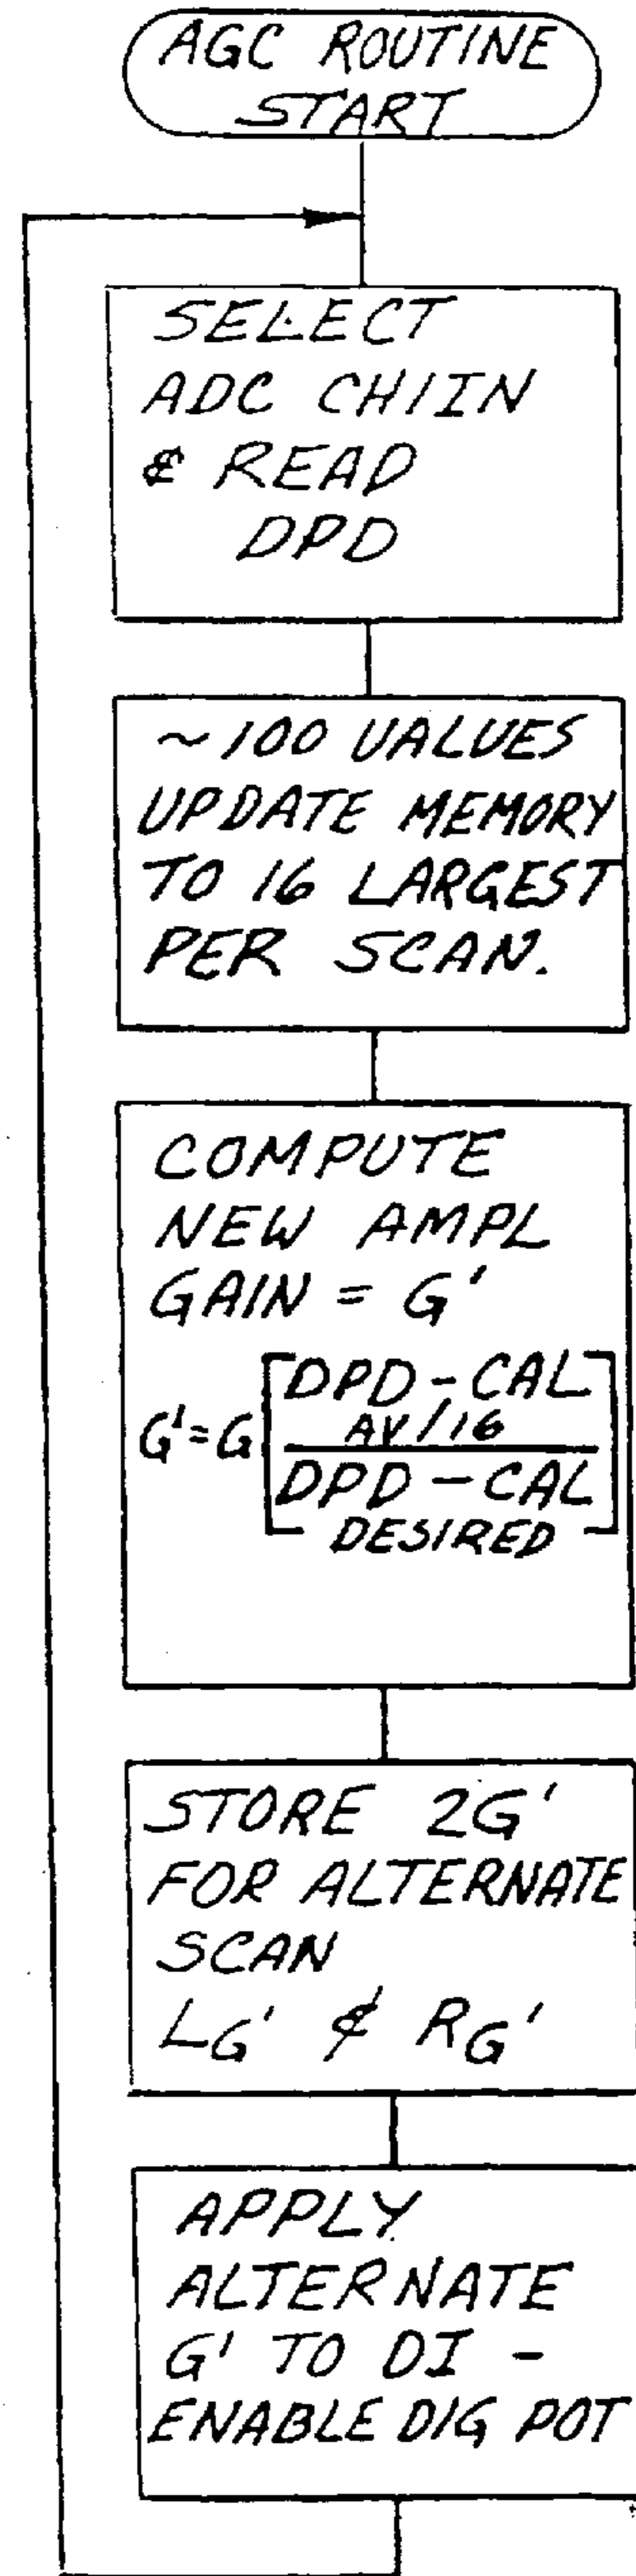 AGC ROUTINE
START
SELECT
ADC CH1IN
& READ
DPD
~100 VALUES
UPDATE MEMORY
TO 16 LARGEST
PER SCAN.
COMPUTE
NEW AMPL
GAIN = G'
G'=G[DPD-CAL
AV/16
DPD-CAL
DESIRED]
STORE 2G'
FOR ALTERNATE
SCAN
LG' & RG'
APPLY
ALTERNATE
G' TO DI -
ENABLE DIG POT